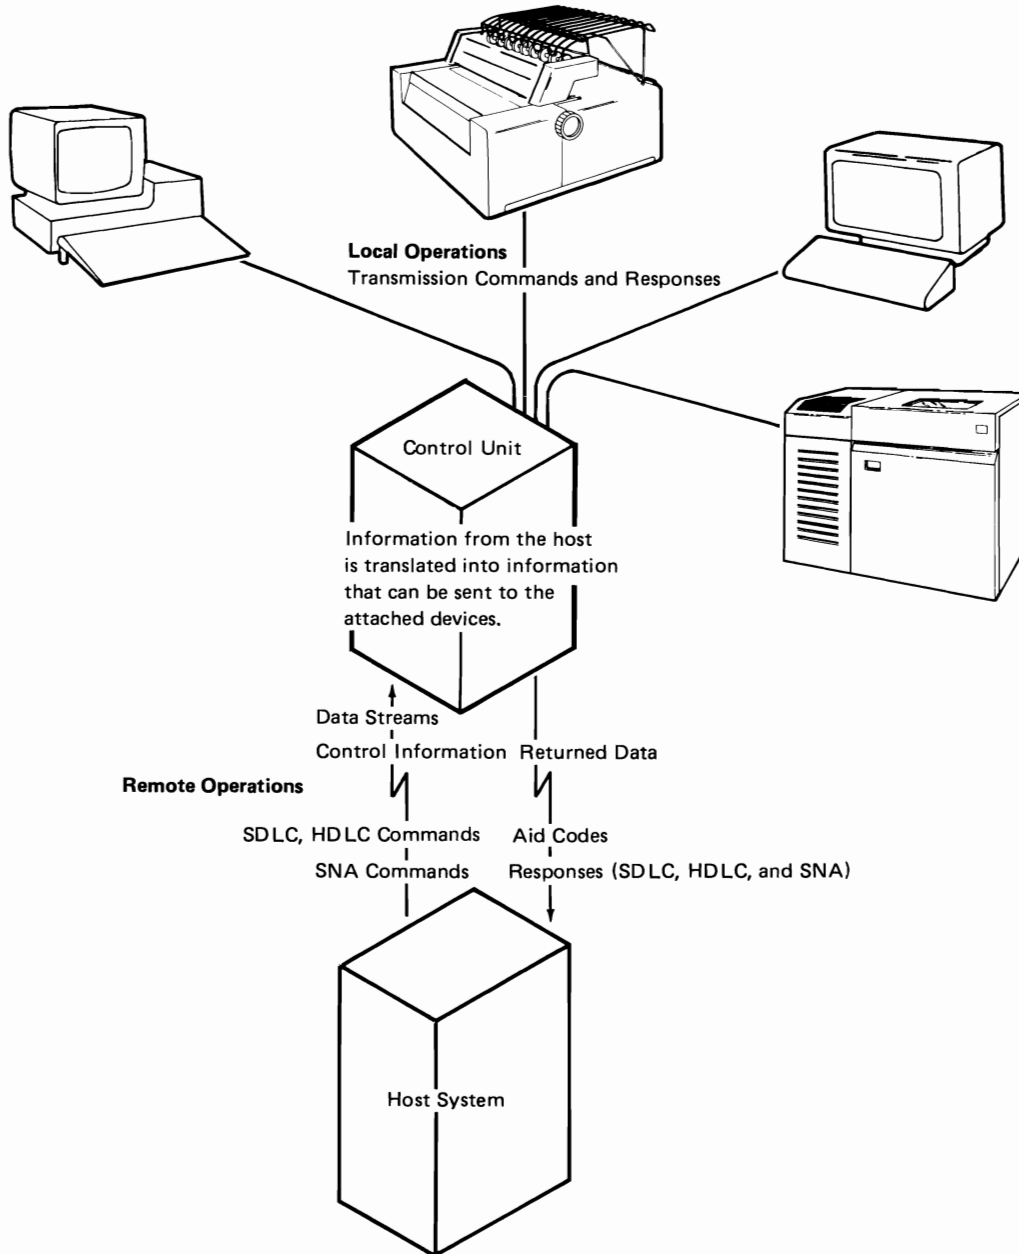 Local Operations
Transmission Commands and Responses
Control Unit
Information from the host
is translated into information
that can be sent to the
attached devices.
Data Streams
Control Information Returned Data
Remote Operations
SDLC, HDLC Commands Aid Codes
SNA Commands Responses (SDLC, HDLC, and SNA)
Host System